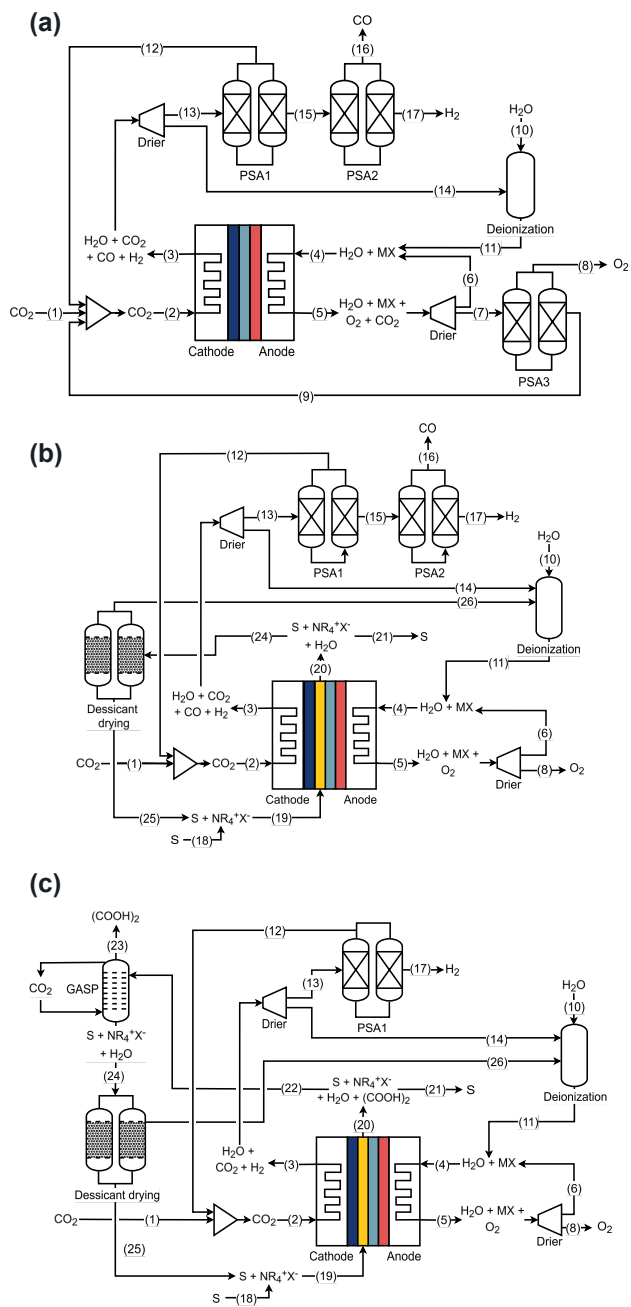 (a)
CO
(12)
(16)
(13)
(15)
(17)
H2
Drier
PSA1
PSA2
H2O
(10)
(14)
Deionization
H2O + CO2
+ CO + H2
(3)
(4)
H2O + MX
(11)
(6)
(8)
O2
CO2
(1)
CO2
(2)
(5)
H2O + MX +
O2 + CO2
(7)
Drier
Cathode
Anode
PSA3
(9)
(b)
CO
(12)
(16)
(13)
(15)
(17)
H2
Drier
PSA1
PSA2
H2O
(10)
(14)
(26)
Deionization
S + NR4+X-
+ H2O
(24)
(21)
S
(20)
(11)
Dessicant
drying
H2O + CO2
+ CO + H2
(3)
(4)
H2O + MX
(6)
CO2
(1)
CO2
(2)
(5)
H2O + MX +
O2
(8)
O2
Drier
Cathode
Anode
(25)
S + NR4+X-
(19)
S
(18)
(c)
(COOH)2
(23)
(12)
(13)
(17)
H2
CO2
GASP
Drier
PSA1
H2O
(10)
S + NR4+X-
+ H2O
(14)
(26)
(24)
(22)
S + NR4+X-
+ H2O + (COOH)2
(21)
S
Deionization
(20)
(11)
H2O +
CO2 + H2
(3)
(4)
H2O + MX
Dessicant drying
(6)
CO2
(1)
CO2
(2)
(5)
H2O + MX +
O2
(8)
O2
Drier
Cathode
Anode
(25)
S + NR4+X-
(19)
S
(18)